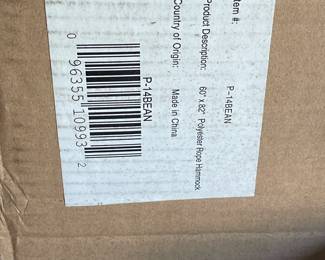 Item #: P-14BEAN
Product Description: 60" x 82" Polyester Rope Hammock
Country of Origin: Made in China
P-14BEAN
0 96355 10993 2